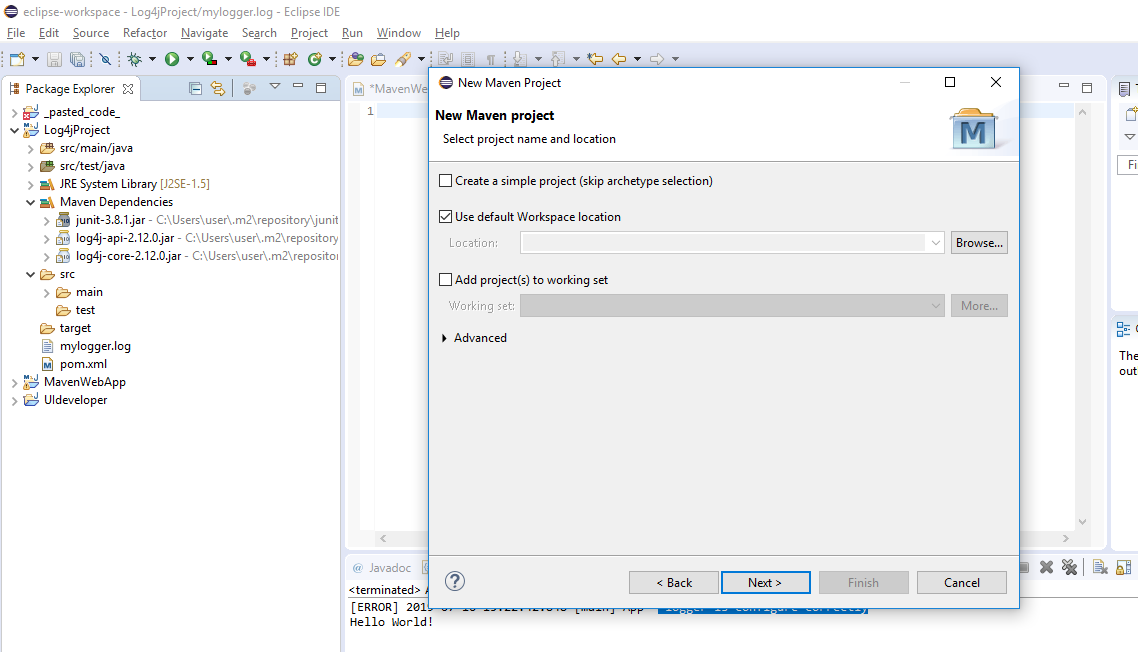 eclipse-workspace - Log4jProject/mylogger.log - Eclipse IDE
File Edit Source Refactor Navigate Search Project Run Window Help
Package Explorer
_pasted_code_
Log4jProject
src/main/java
src/test/java
JRE System Library [J2SE-1.5]
Maven Dependencies
junit-3.8.1.jar - C:\Users\user\.m2\repository\junit
log4j-api-2.12.0.jar - C:\Users\user\.m2\repository
log4j-core-2.12.0.jar - C:\Users\user\.m2\reposito
src
main
test
target
mylogger.log
M pom.xml
MavenWebApp
UIdeveloper
M *MavenWe
1
New Maven Project
New Maven project
Select project name and location
M
Create a simple project (skip archetype selection)
Use default Workspace location
Location:
Browse...
Add project(s) to working set
Working set:
More...
Advanced
?
< Back
Next >
Finish
Cancel
Fi
The
out
@ Javadoc
<terminated>
[ERROR] [main] App
Hello World!